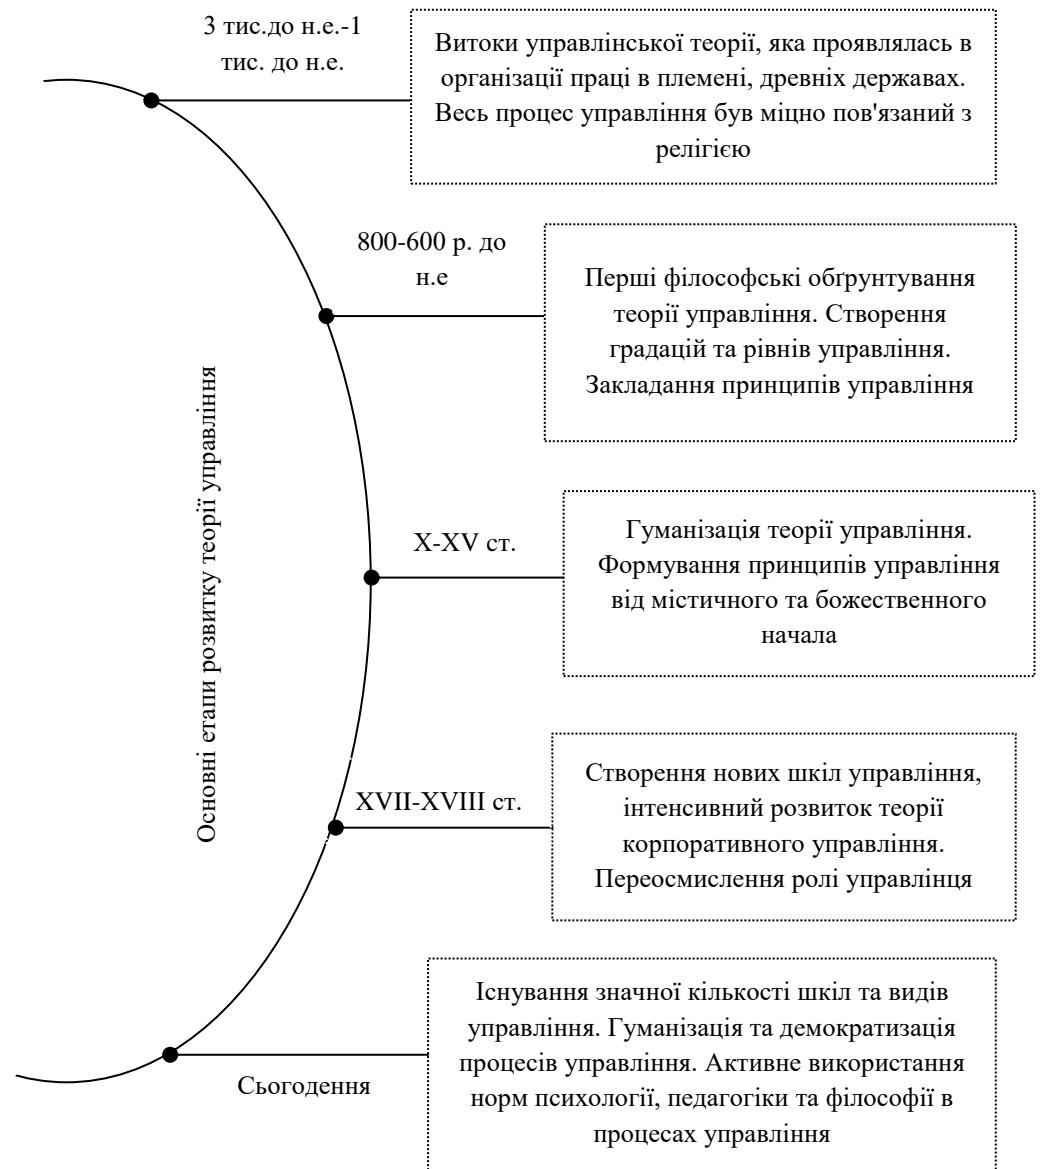 3 тис.до н.е.-1
тис. до н.е.
Витоки управлінської теорії, яка проявлялась в
організації праці в племені, древніх державах.
Весь процес управління був міцно пов'язаний з
релігією
800-600 р. до
н.е
Перші філософські обґрунтування
теорії управління. Створення
градацій та рівнів управління.
Закладання принципів управління
Основні етапи розвитку теорії управління
X-XV ст.
Гуманізація теорії управління.
Формування принципів управління
від містичного та божественного
начала
XVII-XVIII ст.
Створення нових шкіл управління,
інтенсивний розвиток теорії
корпоративного управління.
Переосмислення ролі управлінця
Сьогодення
Існування значної кількості шкіл та видів
управління. Гуманізація та демократизація
процесів управління. Активне використання
норм психології, педагогіки та філософії в
процесах управління